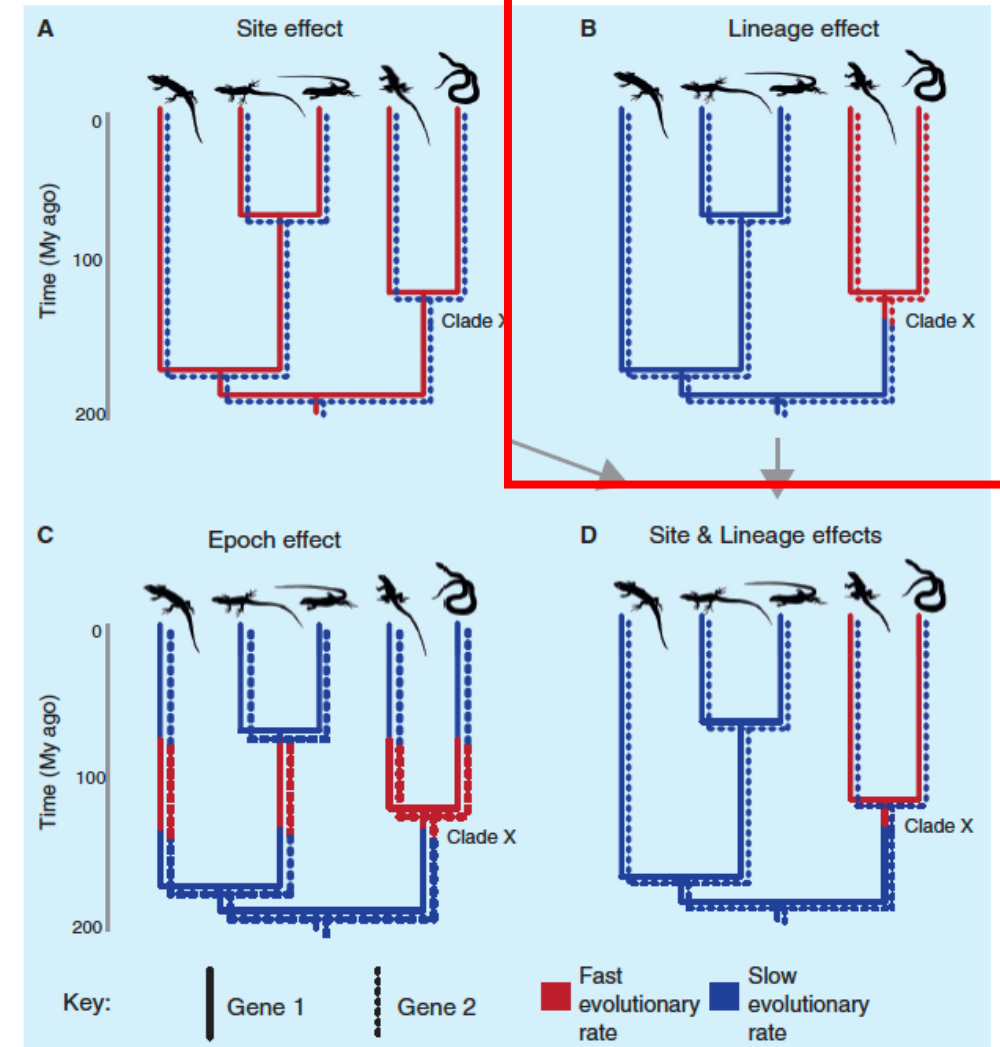 A
Site effect
B
Lineage effect
0
100
200
Time (My ago)
Clade X
Clade X
C
Epoch effect
D
Site & Lineage effects
0
100
200
Time (My ago)
Clade X
Clade X
Key:
Gene 1
Gene 2
Fast
evolutionary
rate
Slow
evolutionary
rate